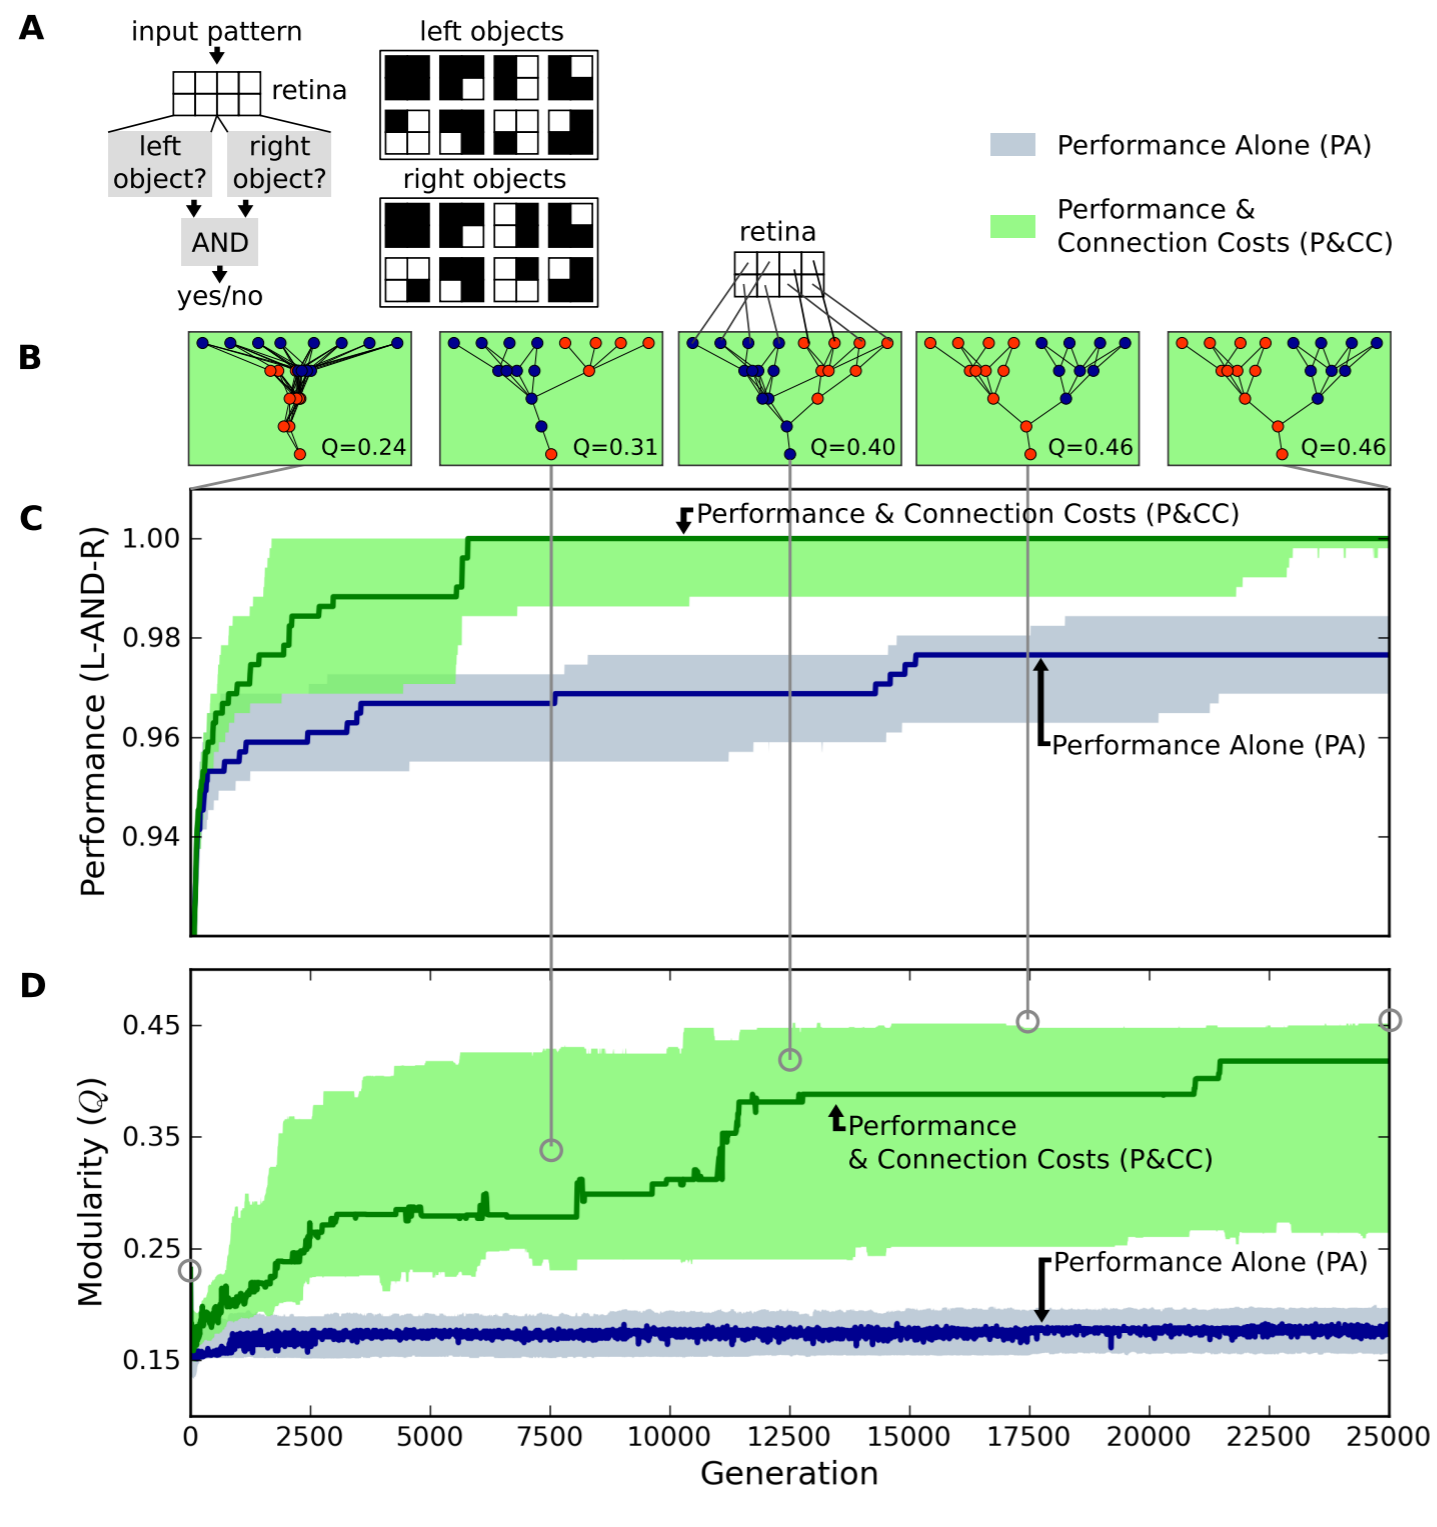 A
input pattern
retina
left
object?
right
object?
AND
yes/no
left objects
right objects
Performance Alone (PA)
Performance &
Connection Costs (P&CC)
retina
B
Q=0.24
Q=0.31
Q=0.40
Q=0.46
Q=0.46
C
Performance (L-AND-R)
1.00
0.98
0.96
0.94
Performance & Connection Costs (P&CC)
Performance Alone (PA)
D
Modularity (Q)
0.45
0.35
0.25
0.15
Performance
& Connection Costs (P&CC)
Performance Alone (PA)
0 2500 5000 7500 10000 12500 15000 17500 20000 22500 25000
Generation